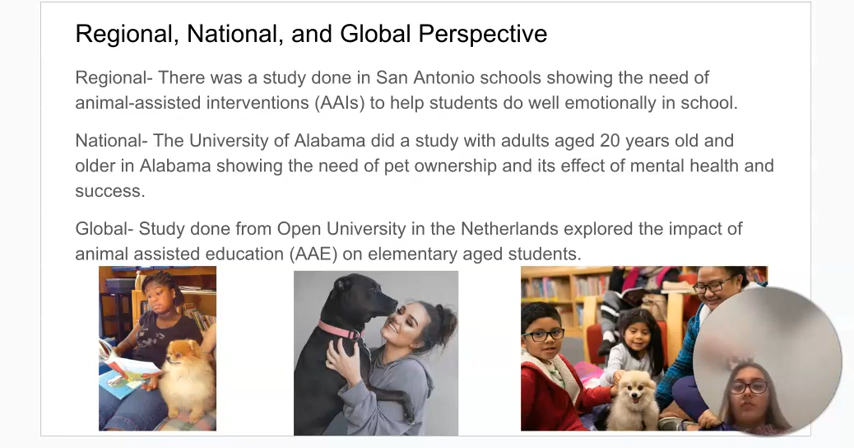 Regional, National, and Global Perspective
Regional- There was a study done in San Antonio schools showing the need of
animal-assisted interventions (AAIs) to help students do well emotionally in school.
National- The University of Alabama did a study with adults aged 20 years old and
older in Alabama showing the need of pet ownership and its effect of mental health and
success.
Global- Study done from Open University in the Netherlands explored the impact of
animal assisted education (AAE) on elementary aged students.